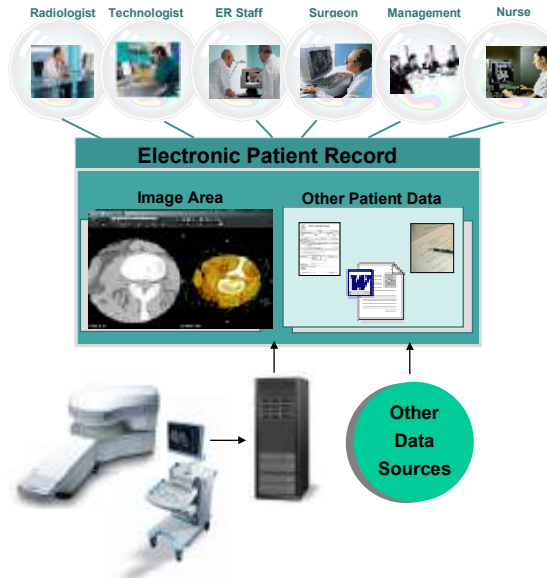 Radiologist
Technologist
ER Staff
Surgeon
Management
Nurse
Electronic Patient Record
Image Area
Other Patient Data
W
Other
Data
Sources